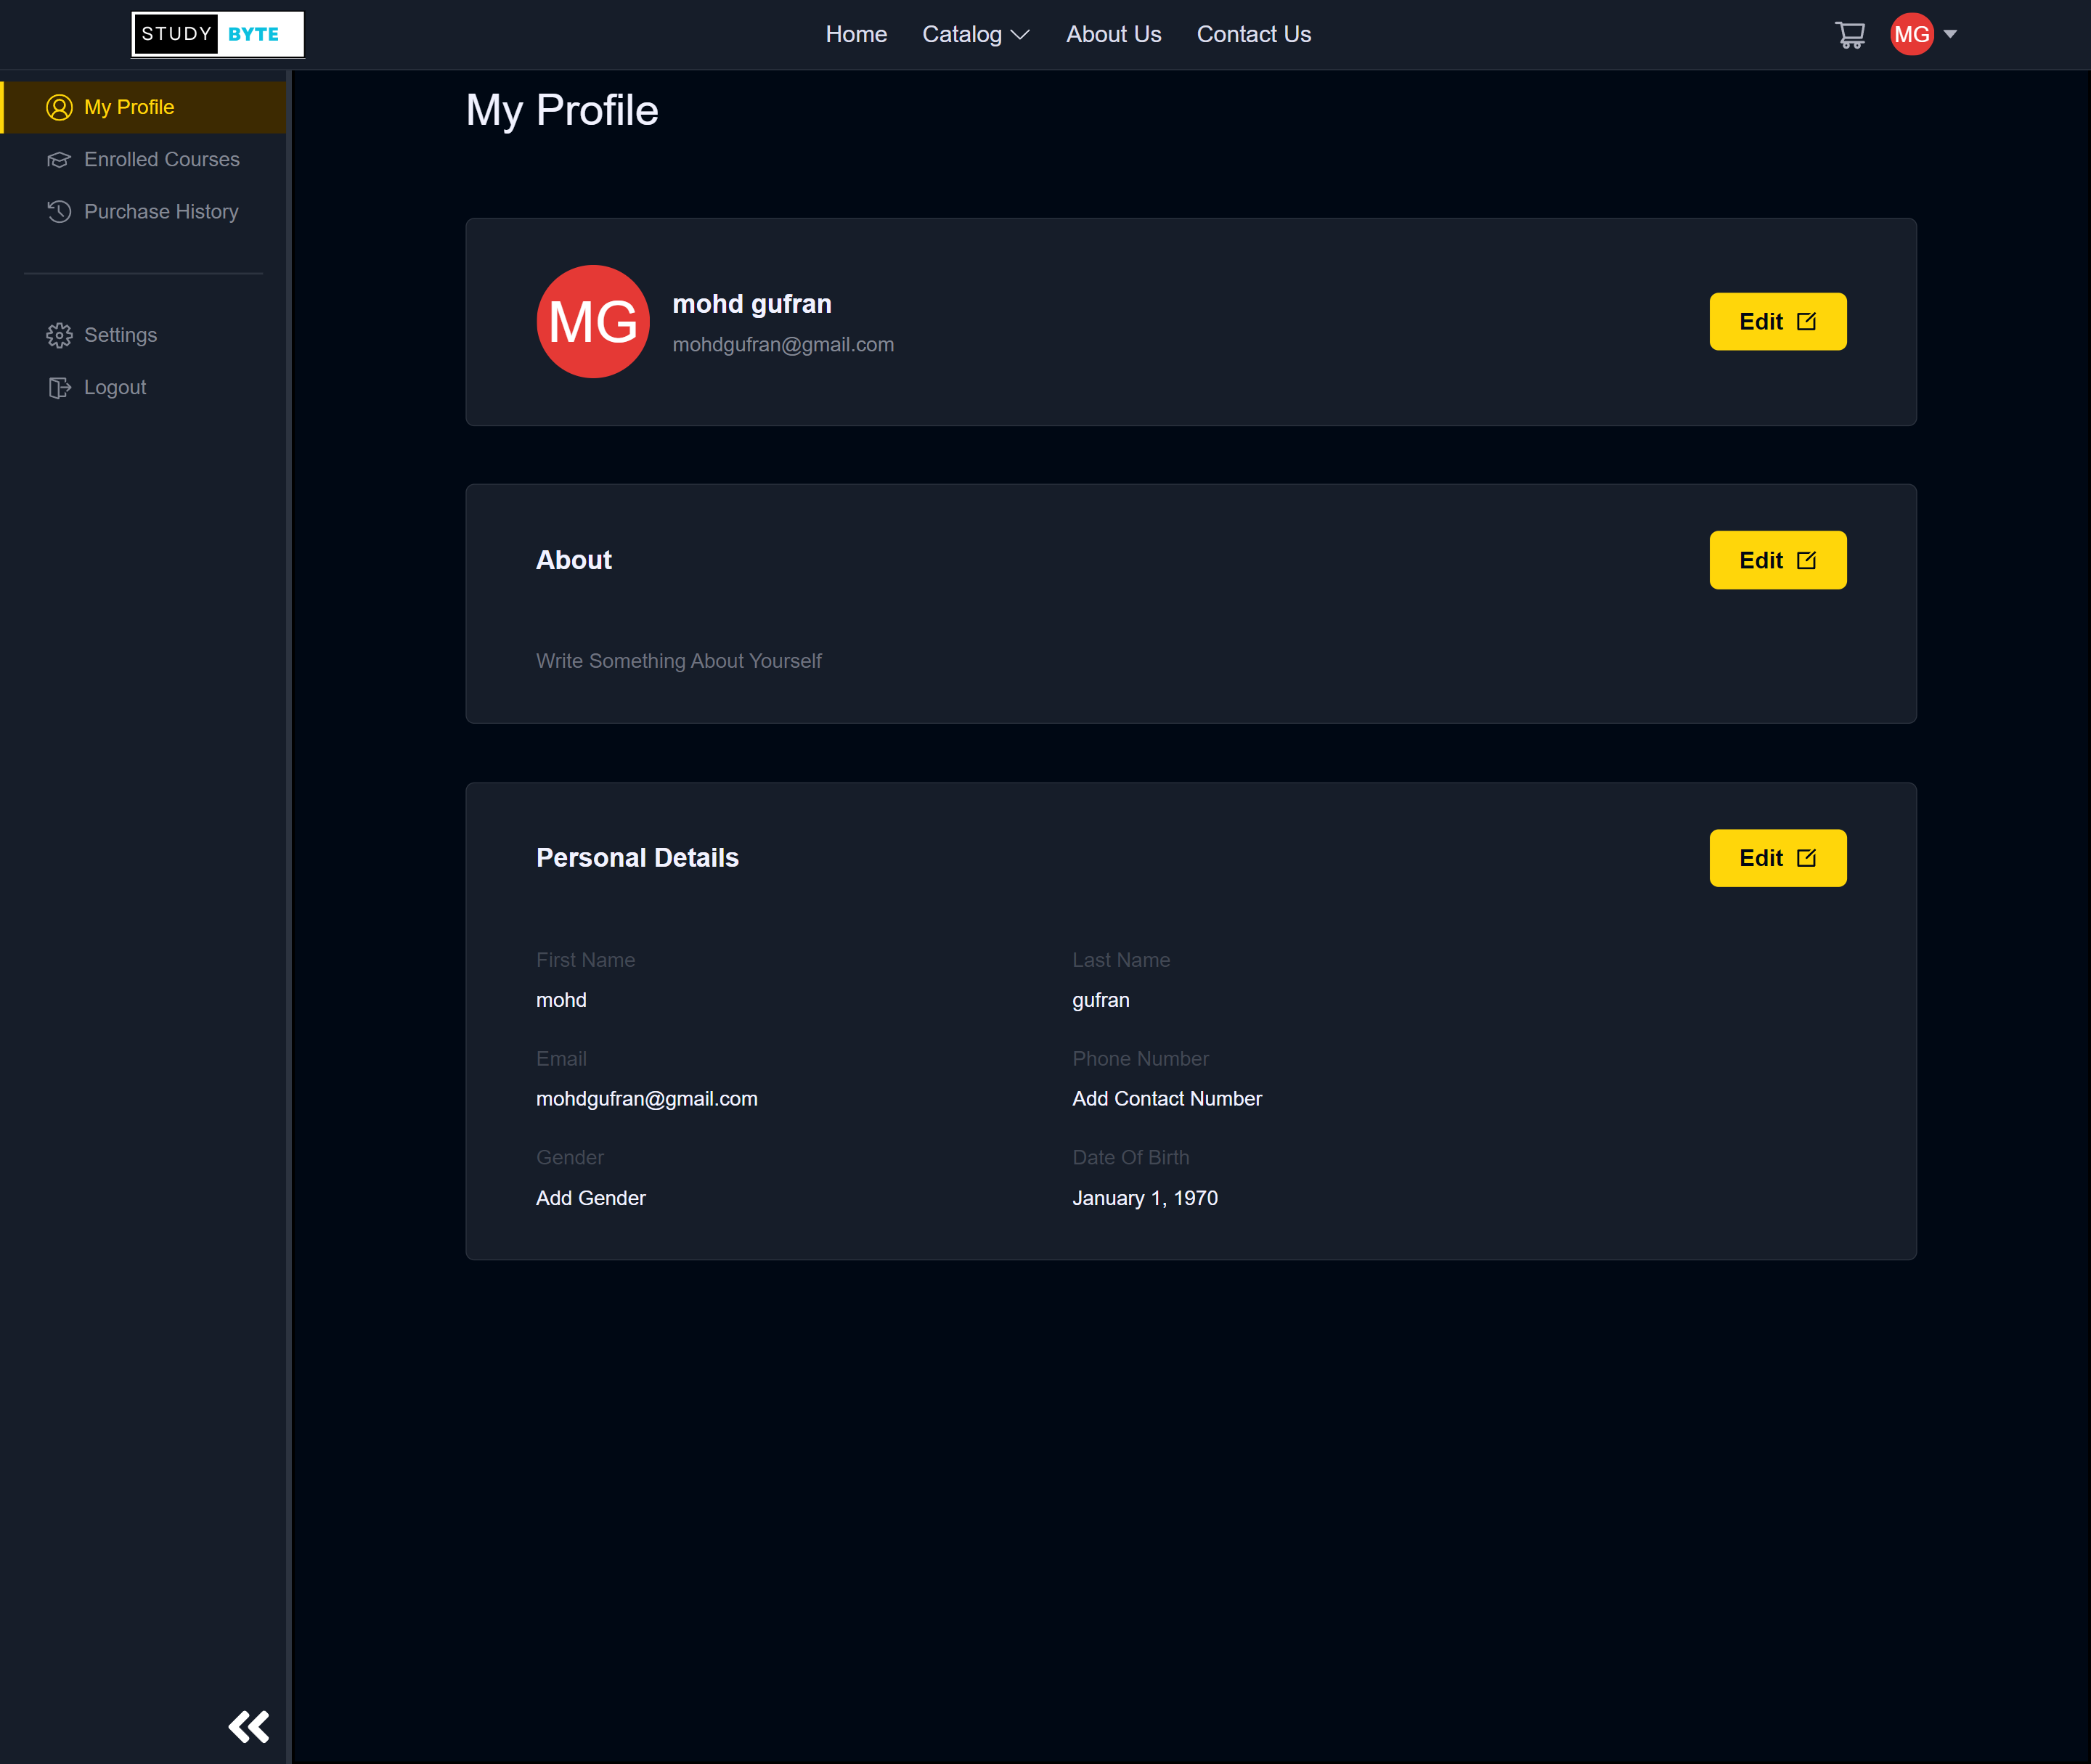 STUDY BYTE
Home Catalog About Us Contact Us
MG
My Profile
Enrolled Courses
Purchase History
Settings
Logout
My Profile
MG
mohd gufran
mohdgufran@gmail.com
Edit
About
Edit
Write Something About Yourself
Personal Details
Edit
First Name
mohd
Last Name
gufran
Email
mohdgufran@gmail.com
Phone Number
Add Contact Number
Gender
Add Gender
Date Of Birth
January 1, 1970